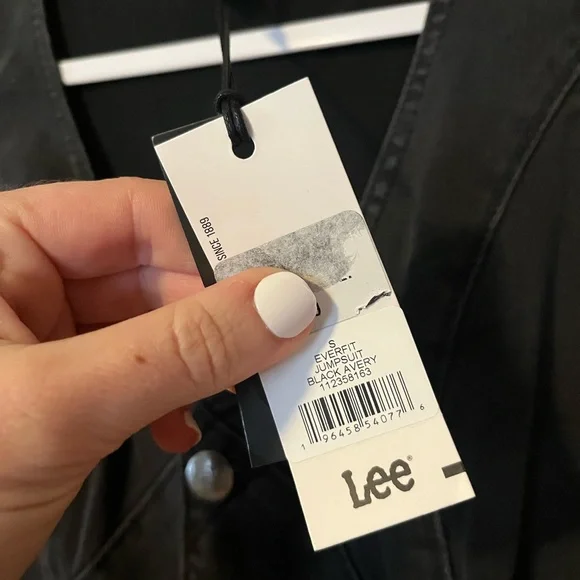 SINCE 1889
S
EVERFIT
JUMPSUIT
BLACK AVERY
112358163
1 96458 54077 6
Lee®